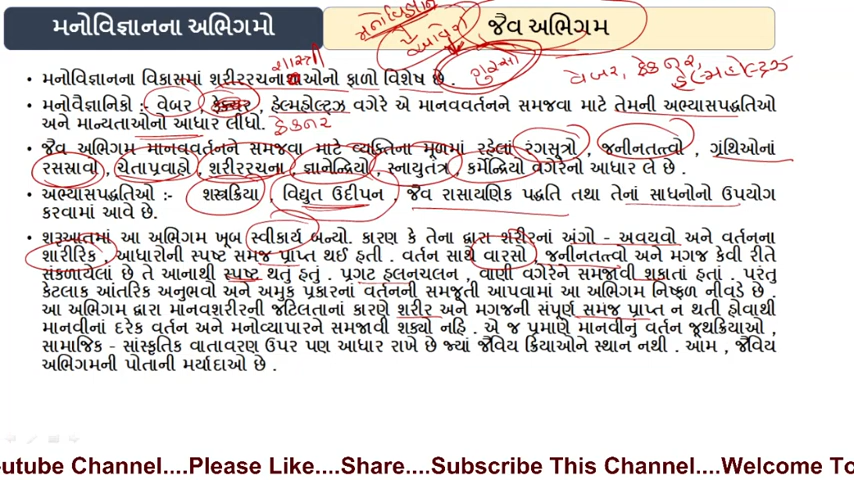 મનોવિજ્ઞાનના અભિગમો
જૈવ અભિગમ
મનોવિજ્ઞાન
ગુસ્સો
શાસ્ત્રી
વેબર, ફેકનર,
હેલ્મહોલ્ટ્ઝ
• મનોવિજ્ઞાનના વિકાસમાં શરીરરચનાશાઓનો ફાળો વિશેષ છે .
• મનોવૈજ્ઞાનિકો :- વેબર , ફેક્નર , હેલ્મહોલ્ટ્ઝ વગેરે એ માનવવર્તનને સમજવા માટે તેમની અભ્યાસપદ્ધતિઓ
અને માન્યતાઓનો આધાર લીધો.
ફેકનર
• જૈવ અભિગમ માનવવર્તનને સમજવા માટે વ્યક્તિના મૂળમાં રહેલાં રંગસૂત્રો , જનીનતત્ત્વો , ગ્રંથિઓનાં
રસસ્રાવો , ચેતાપ્રવાહો , શરીરરચના , જ્ઞાનેન્દ્રિયો , સ્નાયુતંત્ર , કર્મેન્દ્રિયો વગેરેનો આધાર લે છે .
• અભ્યાસપદ્ધતિઓ :- શસ્ત્રક્રિયા , વિદ્યુત ઉદ્દીપન , જૈવ રાસાયણિક પદ્ધતિ તથા તેનાં સાધનોનો ઉપયોગ
કરવામાં આવે છે.
• શરૂઆતમાં આ અભિગમ ખૂબ સ્વીકાર્ય બન્યો. કારણ કે તેના દ્વારા શરીરનાં અંગો - અવયવો અને વર્તનના
શારીરિક , આધારોની સ્પષ્ટ સમજ પ્રાપ્ત થઈ હતી . વર્તન સાથે વારસો , જનીનતત્ત્વો અને મગજ કેવી રીતે
સંકળાયેલાં છે તે આનાથી સ્પષ્ટ થતું હતું . પ્રગટ હલનચલન , વાણી વગેરેને સમજાવી શકાતાં હતાં . પરંતુ
કેટલાક આંતરિક અનુભવો અને અમુક પ્રકારનાં વર્તનની સમજૂતી આપવામાં આ અભિગમ નિષ્ફળ નીવડે છે .
આ અભિગમ દ્વારા માનવશરીરની જટિલતાનાં કારણે શરીર અને મગજની સંપૂર્ણ સમજ પ્રાપ્ત ન થતી હોવાથી
માનવીનાં દરેક વર્તન અને મનોવ્યાપારને સમજાવી શક્યો નહિ . એ જ પ્રમાણે માનવીનું વર્તન જૂથક્રિયાઓ ,
સામાજિક - સાંસ્કૃતિક વાતાવરણ ઉપર પણ આધાર રાખે છે જ્યાં જૈવિય ક્રિયાઓને સ્થાન નથી . આમ , જૈવિય
અભિગમની પોતાની મર્યાદાઓ છે .
outube Channel....Please Like....Share....Subscribe This Channel....Welcome To